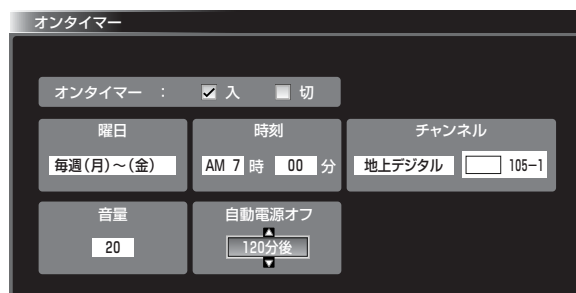 オンタイマー
オンタイマー : 入 切
曜日
毎週(月)~(金)
時刻
AM 7 時 00 分
チャンネル
地上デジタル 105-1
音量
20
自動電源オフ
120分後